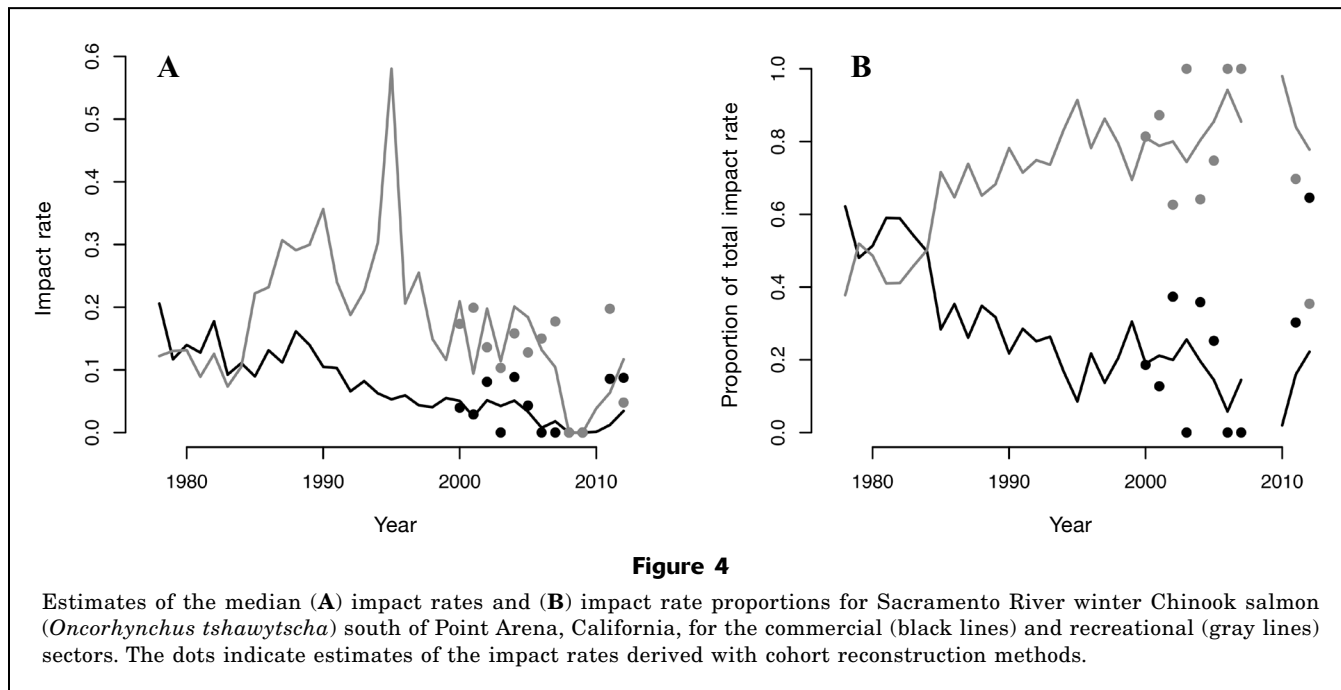 A
Impact rate
0.6
0.5
0.4
0.3
0.2
0.1
0.0
1980 1990 2000 2010
Year
B
Proportion of total impact rate
1.0
0.8
0.6
0.4
0.2
0.0
1980 1990 2000 2010
Year
Figure 4
Estimates of the median (A) impact rates and (B) impact rate proportions for Sacramento River winter Chinook salmon
(Oncorhynchus tshawytscha) south of Point Arena, California, for the commercial (black lines) and recreational (gray lines)
sectors. The dots indicate estimates of the impact rates derived with cohort reconstruction methods.